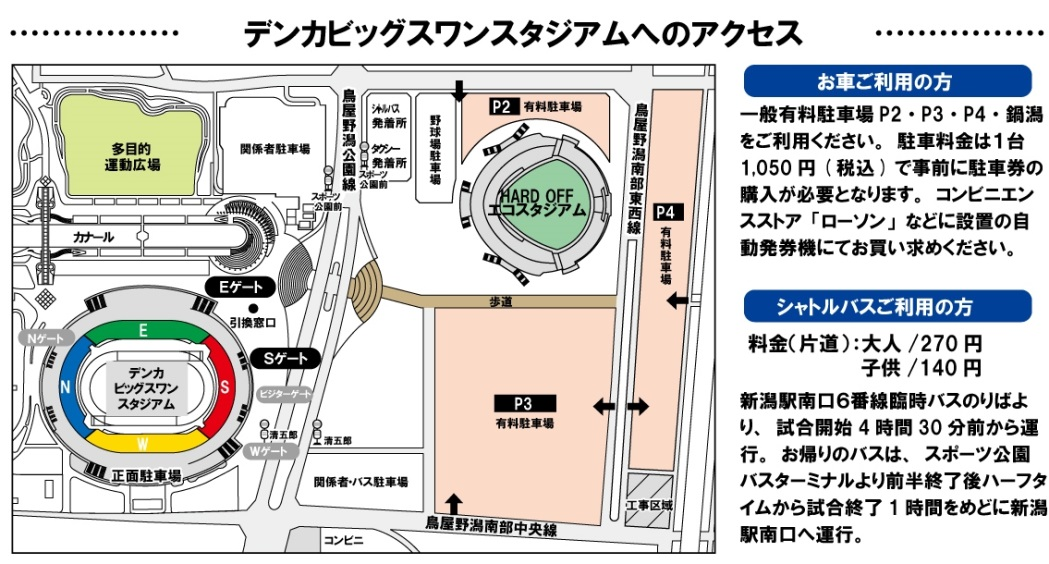 デンカビッグスワンスタジアムへのアクセス
多目的
運動広場
関係者駐車場
鳥屋野潟公園線
シャトルバス
発着所
タクシー
発着所
スポーツ
公園前
スポーツ
公園前
野球場駐車場
P2 有料駐車場
HARD OFF
エコスタジアム
鳥屋野潟南部東西線
P4
有料駐車場
カナール
Eゲート
引換窓口
歩道
Nゲート
Sゲート
ビジターゲート
Wゲート
E
N
S
W
デンカ
ビッグスワン
スタジアム
正面駐車場
清五郎
清五郎
P3
有料駐車場
関係者・バス駐車場
工事区域
鳥屋野潟南部中央線
コンビニ
お車ご利用の方
一般有料駐車場 P2・P3・P4・鍋潟
をご利用ください。 駐車料金は1台
1,050 円 ( 税込 ) で事前に駐車券の
購入が必要となります。 コンビニエン
スストア 「ローソン」 などに設置の自
動発券機にてお買い求めください。
シャトルバスご利用の方
料金(片道):大人 /270 円
子供 /140 円
新潟駅南口6番線臨時バスのりばよ
り、 試合開始 4 時間 30 分前から運
行。 お帰りのバスは、 スポーツ公園
バスターミナルより前半終了後ハーフタ
イムから試合終了 1 時間をめどに新潟
駅南口へ運行。